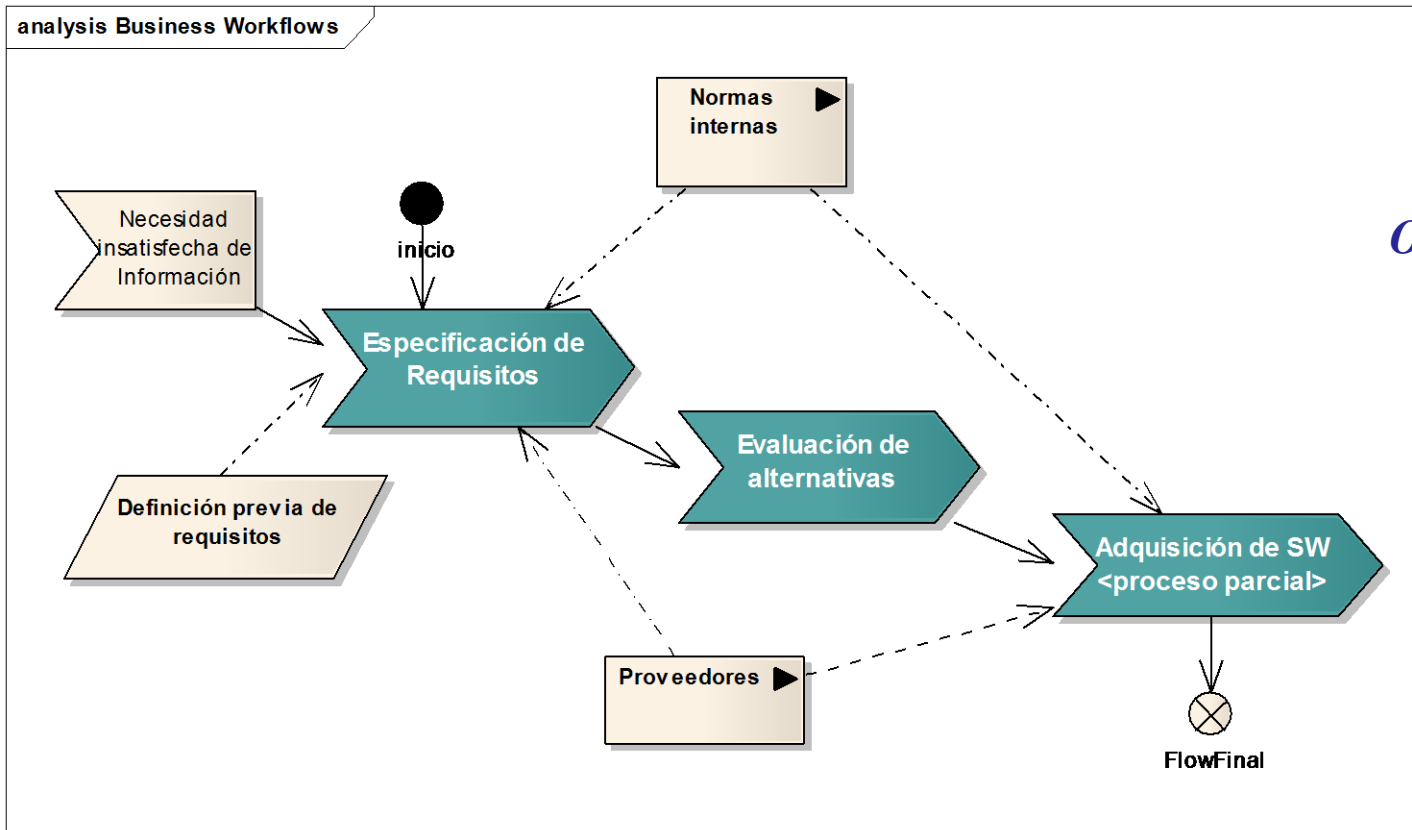 analysis Business Workflows
Normas
internas
Necesidad
insatisfecha de
Información
inicio
O
Especificación de
Requisitos
Evaluación de
alternativas
Definición previa de
requisitos
Adquisición de SW
<proceso parcial>
Proveedores
FlowFinal